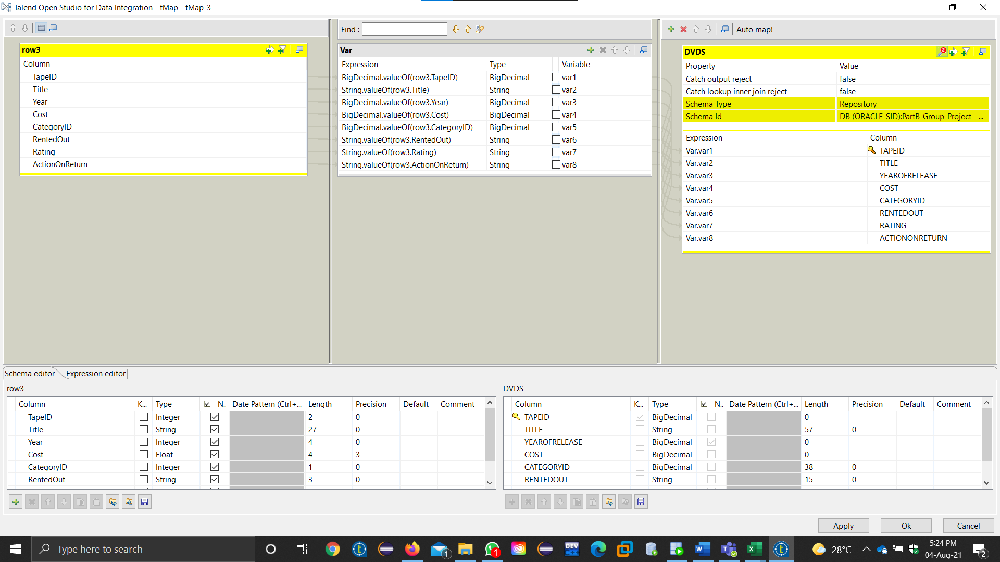 Talend Open Studio for Data Integration - tMap - tMap_3
row3
Column
TapeID
Title
Year
Cost
CategoryID
RentedOut
Rating
ActionOnReturn
Find :
Var
Expression Type Variable
BigDecimal.valueOf(row3.TapeID) BigDecimal var1
String.valueOf(row3.Title) String var2
BigDecimal.valueOf(row3.Year) BigDecimal var3
BigDecimal.valueOf(row3.Cost) BigDecimal var4
BigDecimal.valueOf(row3.CategoryID) BigDecimal var5
String.valueOf(row3.RentedOut) String var6
String.valueOf(row3.Rating) String var7
String.valueOf(row3.ActionOnReturn) String var8
Auto map!
DVDS 2
Property Value
Catch output reject false
Catch lookup inner join reject false
Schema Type Repository
Schema Id DB (ORACLE_SID):PartB_Group_Project - ...
Expression Column
Var.var1 TAPEID
Var.var2 TITLE
Var.var3 YEAROFRELEASE
Var.var4 COST
Var.var5 CATEGORYID
Var.var6 RENTEDOUT
Var.var7 RATING
Var.var8 ACTIONONRETURN
Schema editor Expression editor
row3
Column K... Type N.. Date Pattern (Ctrl+... Length Precision Default Comment
TapeID Integer 2 0
Title String 27 0
Year Integer 4 0
Cost Float 4 3
CategoryID Integer 1 0
RentedOut String 3 0
DVDS
Column K... Type N.. Date Pattern (Ctrl+... Length Precision Default Comment
TAPEID BigDecimal 0
TITLE String 57 0
YEAROFRELEASE BigDecimal 0
COST BigDecimal 0
CATEGORYID BigDecimal 38 0
RENTEDOUT String 15 0
Apply Ok Cancel
Type here to search
1
1
DEV
C++
28°C
5:24 PM
04-Aug-21
2